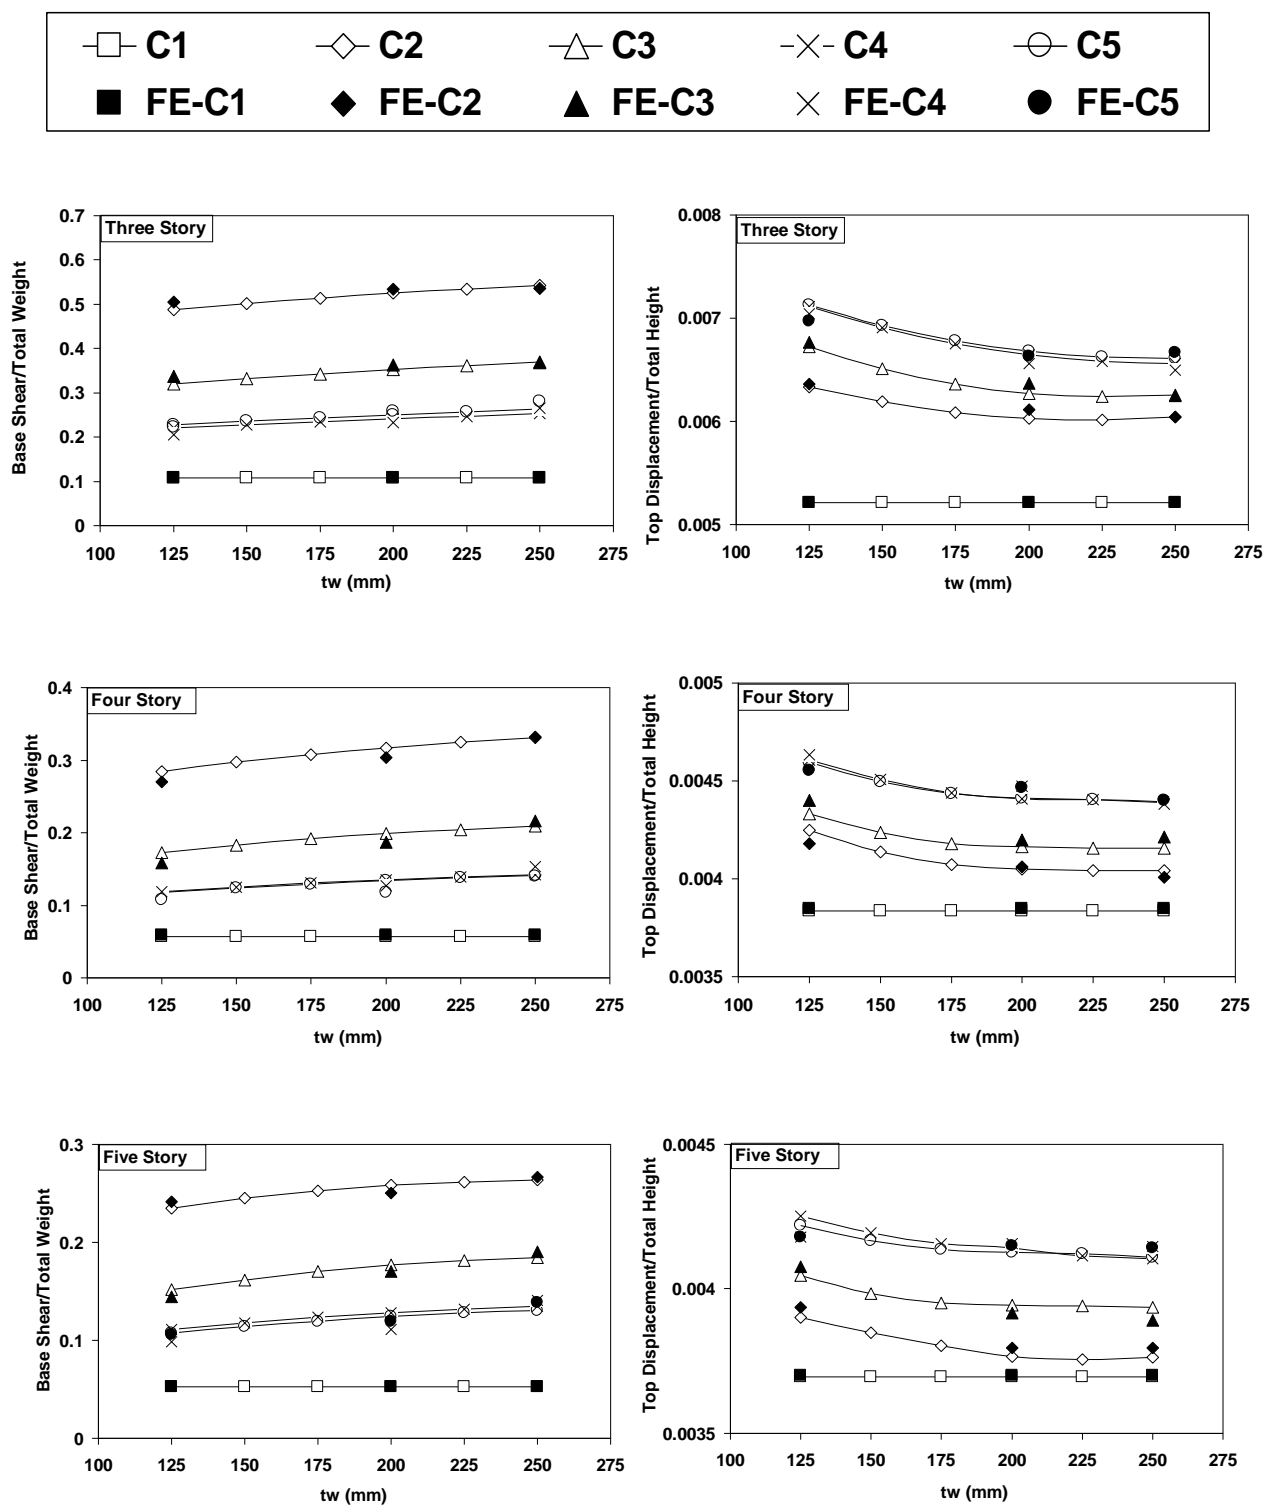 C1 C2 C3 C4 C5
FE-C1 FE-C2 FE-C3 FE-C4 FE-C5
Three Story
Base Shear/Total Weight
0.7
0.6
0.5
0.4
0.3
0.2
0.1
0
100 125 150 175 200 225 250 275
tw (mm)
Three Story
Top Displacement/Total Height
0.008
0.007
0.006
0.005
100 125 150 175 200 225 250 275
tw (mm)
Four Story
Base Shear/Total Weight
0.4
0.3
0.2
0.1
0
100 125 150 175 200 225 250 275
tw (mm)
Four Story
Top Displacement/Total Height
0.005
0.0045
0.004
0.0035
100 125 150 175 200 225 250 275
tw (mm)
Five Story
Base Shear/Total Weight
0.3
0.2
0.1
0
100 125 150 175 200 225 250 275
tw (mm)
Five Story
Top Displacement/Total Height
0.0045
0.004
0.0035
100 125 150 175 200 225 250 275
tw (mm)